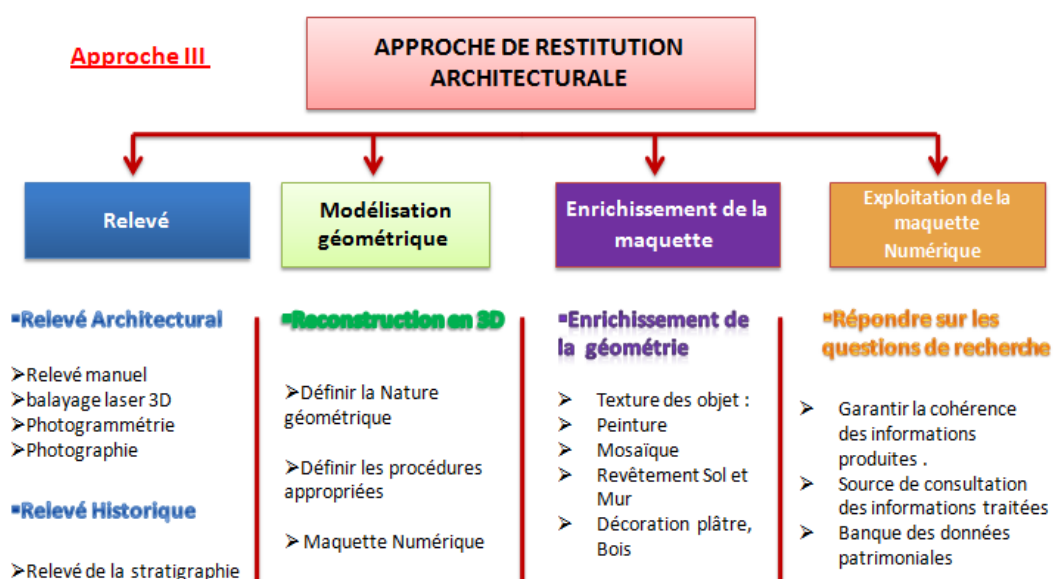 Approche III
APPROCHE DE RESTITUTION
ARCHITECTURALE
Relevé
Modélisation
géométrique
Enrichissement de la
maquette
Exploitation de la
maquette
Numérique
▪Relevé Architectural
➢Relevé manuel
➢balayage laser 3D
➢Photogrammétrie
➢Photographie
▪Relevé Historique
➢Relevé de la stratigraphie
▪Reconstruction en 3D
➢Définir la Nature
géométrique
➢Définir les procédures
appropriées
➢Maquette Numérique
▪Enrichissement de
la géométrie
➢ Texture des objet :
➢ Peinture
➢ Mosaïque
➢ Revêtement Sol et
Mur
➢ Décoration plâtre,
Bois
▪Répondre sur les
questions de recherche
➢ Garantir la cohérence
des informations
produites .
➢ Source de consultation
des informations traitées
➢ Banque des données
patrimoniales